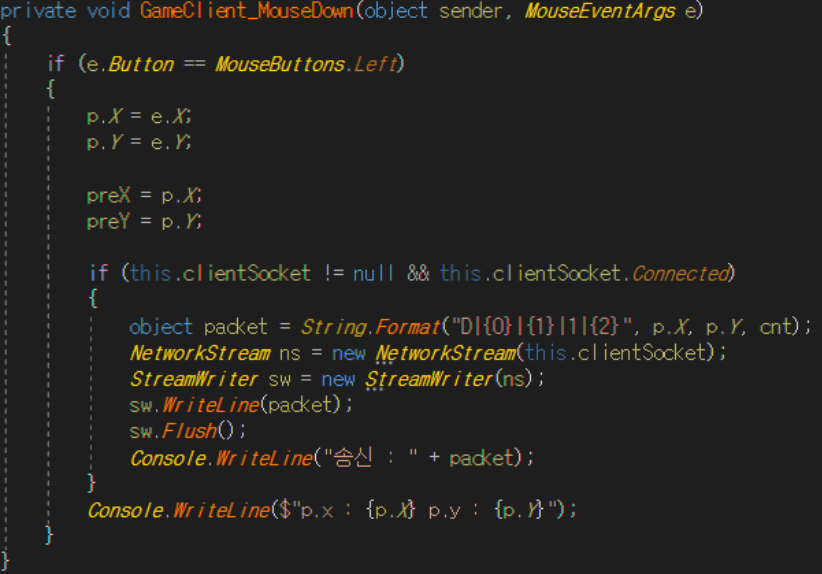 private void GameClient_MouseDown(object sender, MouseEventArgs e)
{
if (e.Button == MouseButtons.Left)
{
p.X = e.X;
p.Y = e.Y;
preX = p.X;
preY = p.Y;
if (this.clientSocket != null && this.clientSocket.Connected)
{
object packet = String.Format("D|{0}|{1}|1|{2}", p.X, p.Y, cnt);
NetworkStream ns = new NetworkStream(this.clientSocket);
StreamWriter sw = new StreamWriter(ns);
sw.WriteLine(packet);
sw.Flush();
Console.WriteLine("송신 : " + packet);
}
Console.WriteLine($"p.x : {p.X} p.y : {p.Y}");
}
}